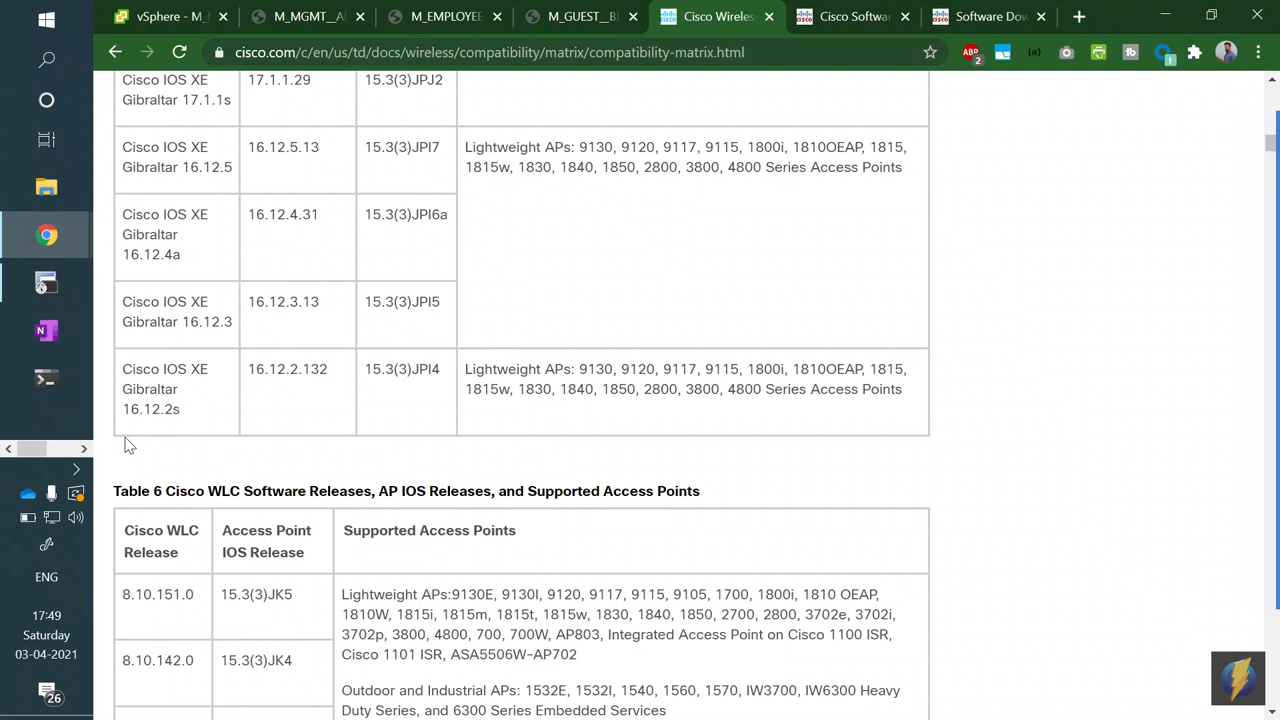 vSphere - M_
M_MGMT__A
M_EMPLOYEE
M_GUEST__BL
Cisco Wireles
Cisco Softwar
Software Dow
cisco.com/c/en/us/td/docs/wireless/compatibility/matrix/compatibility-matrix.html
ABP
2
1
Cisco IOS XE
Gibraltar 17.1.1s
17.1.1.29
15.3(3)JPJ2
Cisco IOS XE
Gibraltar 16.12.5
16.12.5.13
15.3(3)JPI7
Lightweight APs: 9130, 9120, 9117, 9115, 1800i, 1810OEAP, 1815,
1815w, 1830, 1840, 1850, 2800, 3800, 4800 Series Access Points
Cisco IOS XE
Gibraltar
16.12.4a
16.12.4.31
15.3(3)JPI6a
Cisco IOS XE
Gibraltar 16.12.3
16.12.3.13
15.3(3)JPI5
Cisco IOS XE
Gibraltar
16.12.2s
16.12.2.132
15.3(3)JPI4
Lightweight APs: 9130, 9120, 9117, 9115, 1800i, 1810OEAP, 1815,
1815w, 1830, 1840, 1850, 2800, 3800, 4800 Series Access Points
Table 6 Cisco WLC Software Releases, AP IOS Releases, and Supported Access Points
Cisco WLC
Release
Access Point
IOS Release
Supported Access Points
8.10.151.0
15.3(3)JK5
Lightweight APs:9130E, 9130I, 9120, 9117, 9115, 9105, 1700, 1800i, 1810 OEAP,
1810W, 1815i, 1815m, 1815t, 1815w, 1830, 1840, 1850, 2700, 2800, 3702e, 3702i,
3702p, 3800, 4800, 700, 700W, AP803, Integrated Access Point on Cisco 1100 ISR,
Cisco 1101 ISR, ASA5506W-AP702
8.10.142.0
15.3(3)JK4
Outdoor and Industrial APs: 1532E, 1532I, 1540, 1560, 1570, IW3700, IW6300 Heavy
Duty Series, and 6300 Series Embedded Services
ENG
17:49
Saturday
03-04-2021
26